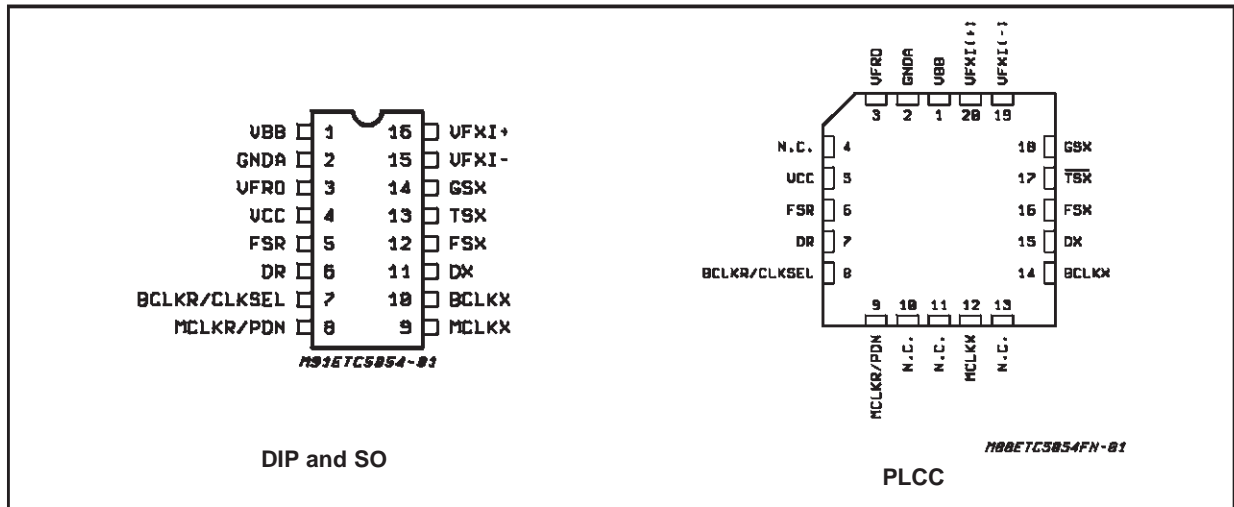 VBB 1 16 VFXI+
GNDA 2 15 VFXI-
VFRO 3 14 GSX
VCC 4 13 TSX
FSR 5 12 FSX
DR 6 11 DX
BCLKR/CLKSEL 7 10 BCLKX
MCLKR/PDN 8 9 MCLKX
M91ETC5054-01
DIP and SO
VFRO GNDA VBB VFXI(+) VFXI(-)
3 2 1 20 19
N.C. 4 18 GSX
VCC 5 17 TSX
FSR 6 16 FSX
DR 7 15 DX
BCLKR/CLKSEL 8 14 BCLKX
9 10 11 12 13
MCLKR/PDN N.C. N.C. MCLKX N.C.
M88ETC5054FN-01
PLCC